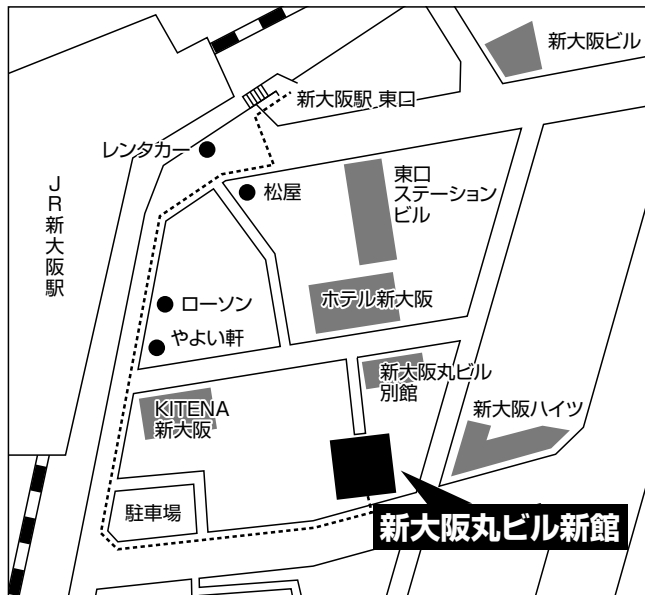 新大阪ビル
新大阪駅 東口
レンタカー
松屋
東口
ステーション
ビル
JR新大阪駅
ローソン
ホテル新大阪
やよい軒
新大阪丸ビル
別館
KITENA
新大阪
新大阪ハイツ
駐車場
新大阪丸ビル新館